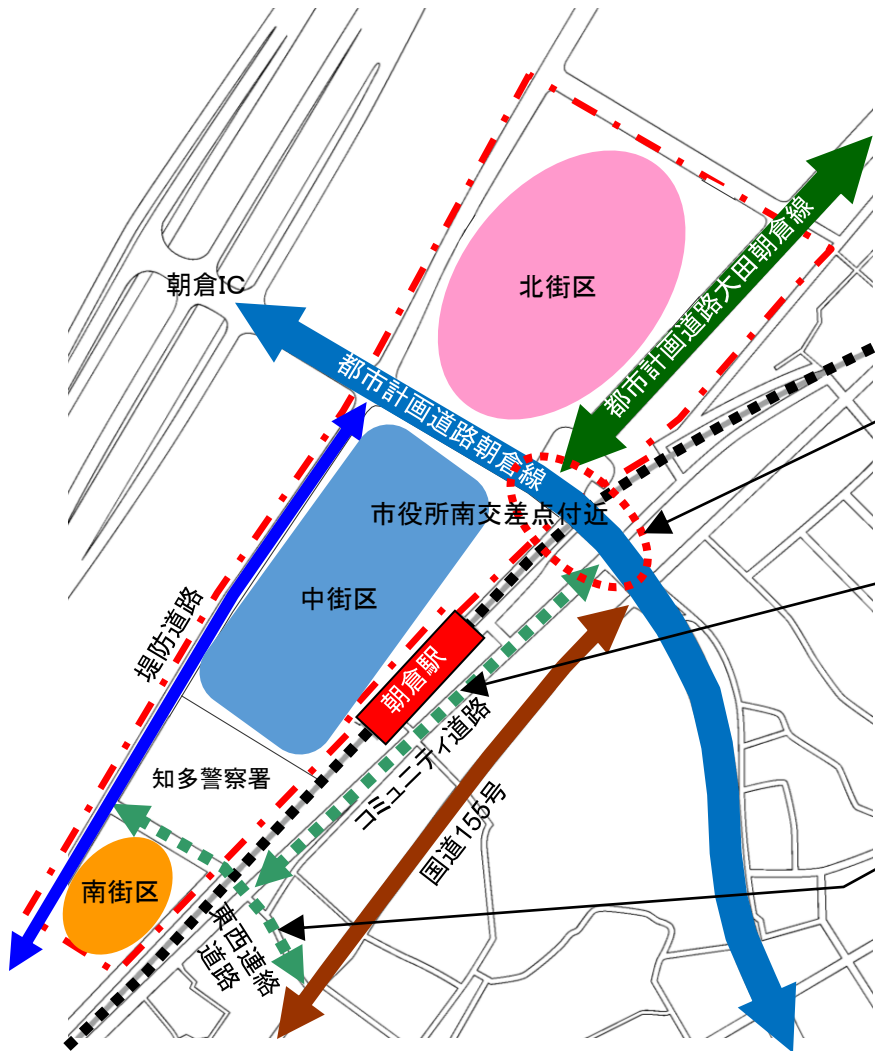 朝倉IC
北街区
都市計画道路大田朝倉線
都市計画道路朝倉線
市役所南交差点付近
中街区
堤防道路
朝倉駅
コミュニティ道路
知多警察署
国道155号
南街区
東西連絡
道路